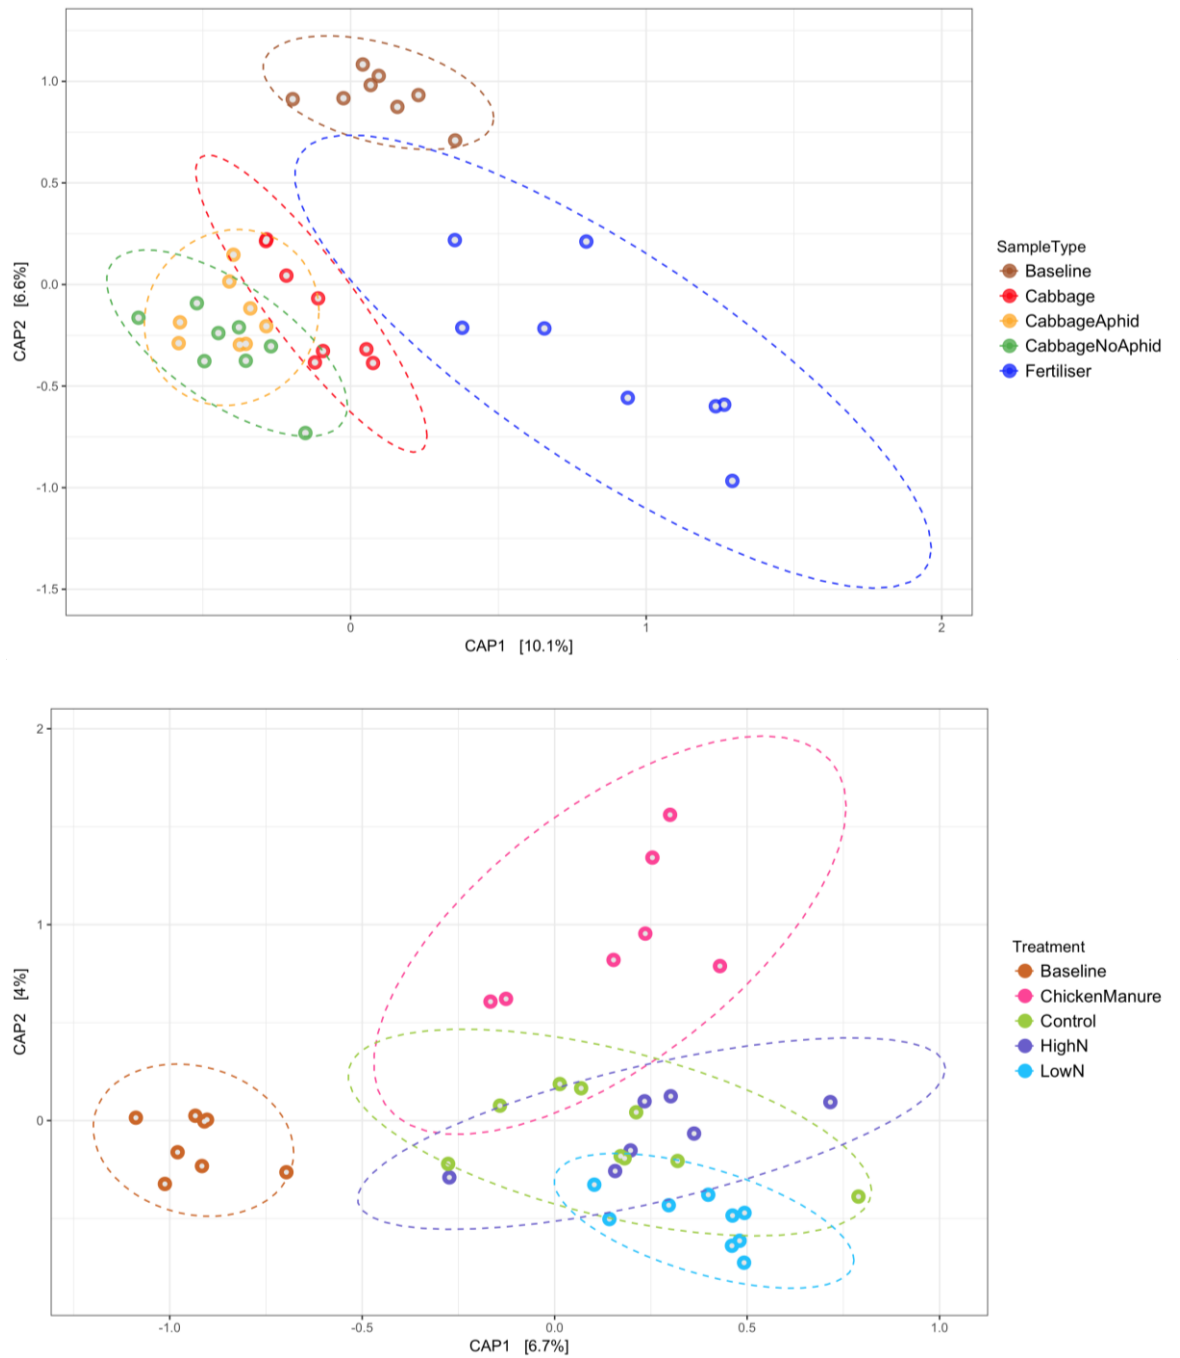 1.0
0.5
0.0
-0.5
-1.0
-1.5
CAP2 [6.6%]
0
1
2
CAP1 [10.1%]
SampleType
Baseline
Cabbage
CabbageAphid
CabbageNoAphid
Fertiliser
2
1
0
CAP2 [4%]
-1.0
-0.5
0.0
0.5
1.0
CAP1 [6.7%]
Treatment
Baseline
ChickenManure
Control
HighN
LowN